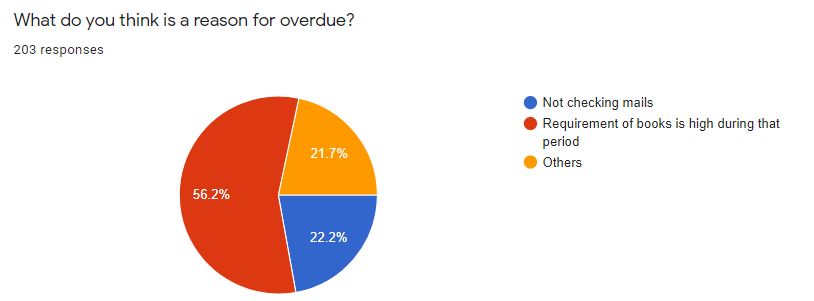 What do you think is a reason for overdue?
203 responses
21.7%
56.2%
22.2%
Not checking mails
Requirement of books is high during that
period
Others